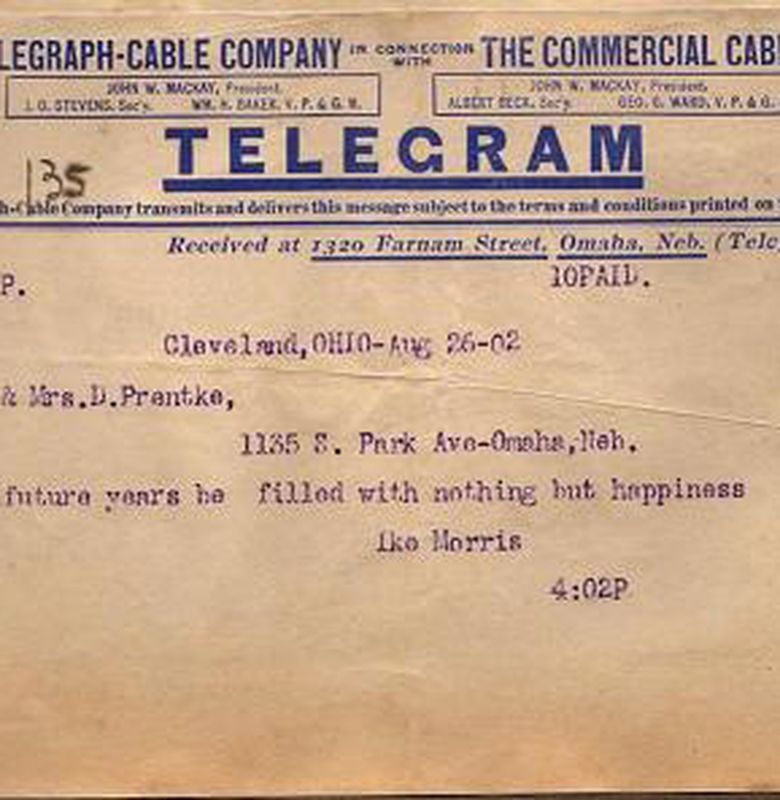 LEGRAPH-CABLE COMPANY IN CONNECTION WITH THE COMMERCIAL CAB
JOHN W. MACKAY, President. JOHN W. MACKAY, President.
J. O. STEVENS, Sec'y. WM. H. BAKER, V. P. & G. M. ALBERT BECK, Sec'y. GEO. G. WARD, V. P. & G.
TELEGRAM
135
h-Cable Company transmits and delivers this message subject to the terms and conditions printed on
Received at 1320 Farnam Street, Omaha, Neb. (Tele
P. 10PAID.
Cleveland,OHIO-Aug 26-02
& Mrs.D.Prentke,
1135 S. Park Ave-Omaha,Neb.
future years be filled with nothing but happiness
Ike Morris
4:02P